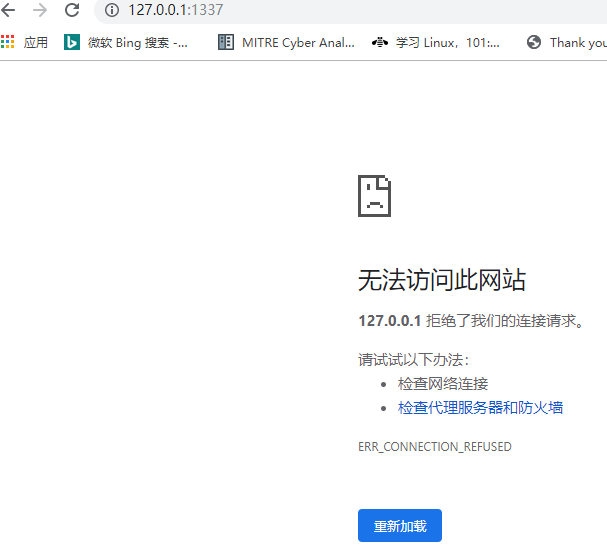 127.0.0.1:1337
应用 微软 Bing 搜索 -... MITRE Cyber Anal... 学习 Linux，101:... Thank you
无法访问此网站
127.0.0.1 拒绝了我们的连接请求。
请试试以下办法：
检查网络连接
检查代理服务器和防火墙
ERR_CONNECTION_REFUSED
重新加载